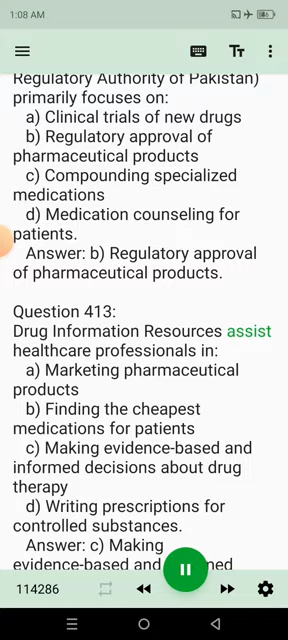 1:08 AM
Regulatory Authority of Pakistan)
primarily focuses on:
a) Clinical trials of new drugs
b) Regulatory approval of
pharmaceutical products
c) Compounding specialized
medications
d) Medication counseling for
patients.
Answer: b) Regulatory approval
of pharmaceutical products.
Question 413:
Drug Information Resources assist
healthcare professionals in:
a) Marketing pharmaceutical
products
b) Finding the cheapest
medications for patients
c) Making evidence-based and
informed decisions about drug
therapy
d) Writing prescriptions for
controlled substances.
Answer: c) Making
evidence-based and
114286